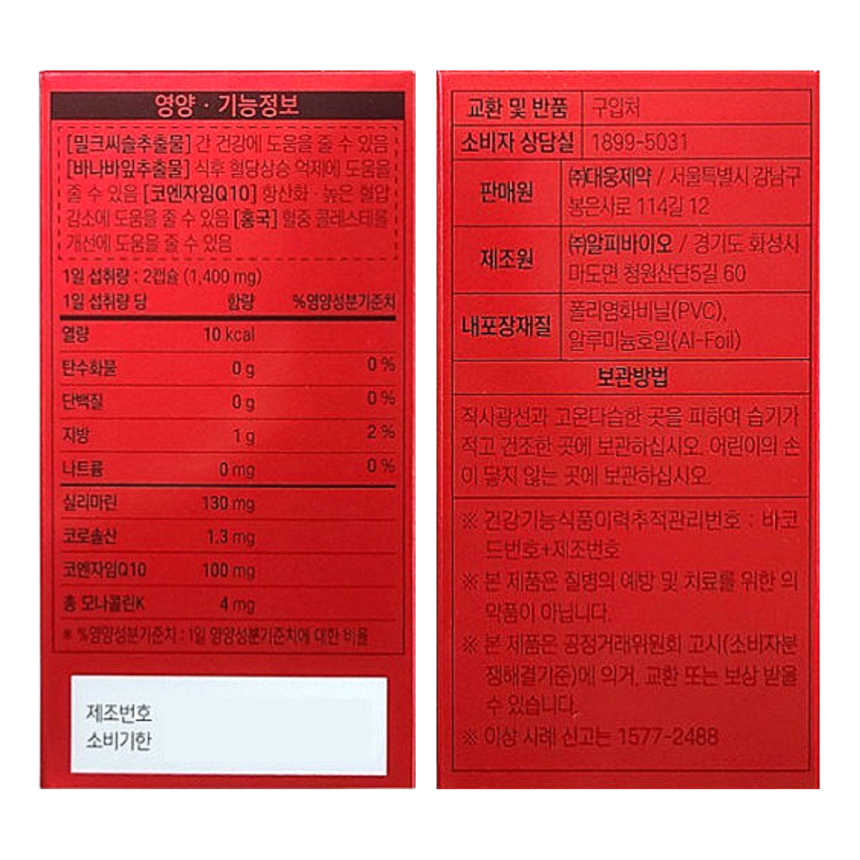 영양 · 기능정보
[밀크씨슬추출물] 간 건강에 도움을 줄 수 있음
[바나바잎추출물] 식후 혈당상승 억제에 도움을
줄 수 있음 [코엔자임Q10] 항산화 · 높은 혈압
감소에 도움을 줄 수 있음 [홍국] 혈중 콜레스테롤
개선에 도움을 줄 수 있음
1일 섭취량 : 2캡슐 (1,400 mg)
1일 섭취량 당 함량 %영양성분기준치
열량 10 kcal
탄수화물 0 g 0 %
단백질 0 g 0 %
지방 1 g 2 %
나트륨 0 mg 0 %
실리마린 130 mg
코로솔산 1.3 mg
코엔자임Q10 100 mg
총 모나콜린K 4 mg
※ %영양성분기준치 : 1일 영양성분기준치에 대한 비율
제조번호
소비기한
교환 및 반품 구입처
소비자 상담실 1899-5031
판매원 ㈜대웅제약 / 서울특별시 강남구
봉은사로 114길 12
제조원 ㈜알피바이오 / 경기도 화성시
마도면 청원산단5길 60
내포장재질 폴리염화비닐(PVC),
알루미늄호일(Al-Foil)
보관방법
직사광선과 고온다습한 곳을 피하여 습기가
적고 건조한 곳에 보관하십시오. 어린이의 손
이 닿지 않는 곳에 보관하십시오.
※ 건강기능식품이력추적관리번호 : 바코
드번호+제조번호
※ 본 제품은 질병의 예방 및 치료를 위한 의
약품이 아닙니다.
※ 본 제품은 공정거래위원회 고시(소비자분
쟁해결기준)에 의거, 교환 또는 보상 받을
수 있습니다.
※ 이상 사례 신고는 1577-2488